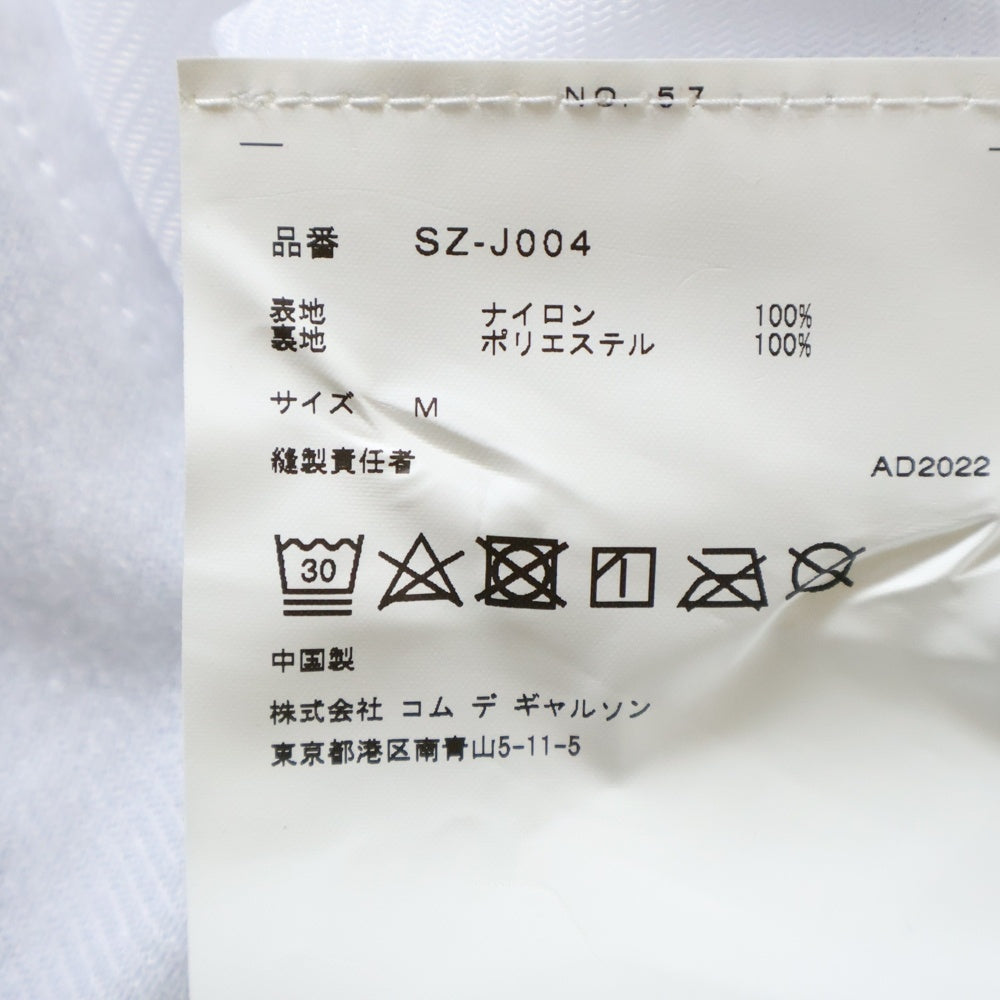 NO. 57
品番 SZ-J004
表地 ナイロン 100%
裏地 ポリエステル 100%
サイズ M
縫製責任者 AD2022
30
中国製
株式会社 コム デ ギャルソン
東京都港区南青山5-11-5